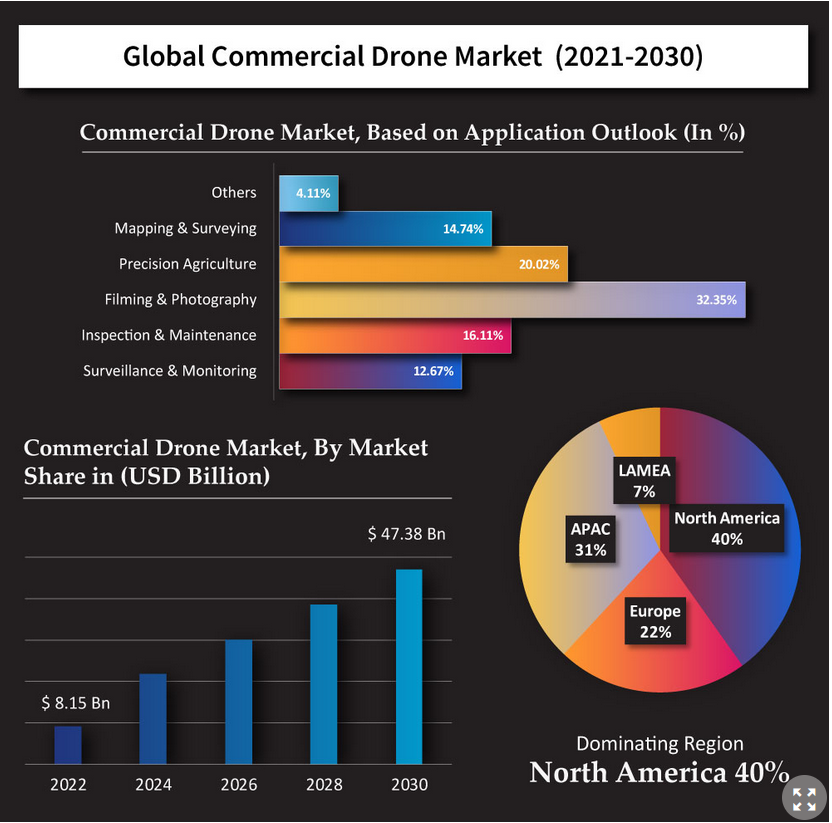 Global Commercial Drone Market (2021-2030)
Commercial Drone Market, Based on Application Outlook (In %)
Others
4.11%
Mapping & Surveying
14.74%
Precision Agriculture
20.02%
Filming & Photography
32.35%
Inspection & Maintenance
16.11%
Surveillance & Monitoring
12.67%
Commercial Drone Market, By Market
Share in (USD Billion)
$ 47.38 Bn
$ 8.15 Bn
2022
2024
2026
2028
2030
LAMEA
7%
North America
40%
APAC
31%
Europe
22%
Dominating Region
North America 40%